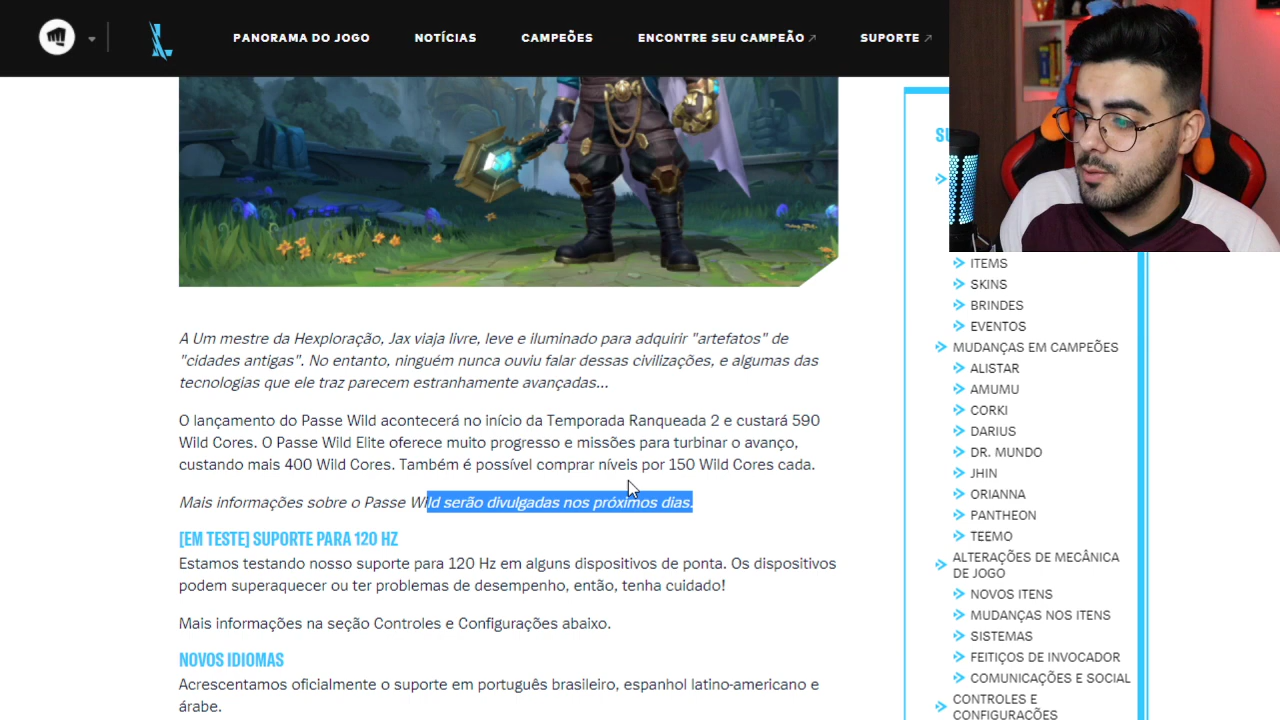 PANORAMA DO JOGO
NOTÍCIAS
CAMPEÕES
ENCONTRE SEU CAMPEÃO
SUPORTE
A Um mestre da Hexploração, Jax viaja livre, leve e iluminado para adquirir "artefatos" de
"cidades antigas". No entanto, ninguém nunca ouviu falar dessas civilizações, e algumas das
tecnologias que ele traz parecem estranhamente avançadas...
O lançamento do Passe Wild acontecerá no início da Temporada Ranqueada 2 e custará 590
Wild Cores. O Passe Wild Elite oferece muito progresso e missões para turbinar o avanço,
custando mais 400 Wild Cores. Também é possível comprar níveis por 150 Wild Cores cada.
Mais informações sobre o Passe Wild serão divulgadas nos próximos dias.
[EM TESTE] SUPORTE PARA 120 HZ
Estamos testando nosso suporte para 120 Hz em alguns dispositivos de ponta. Os dispositivos
podem superaquecer ou ter problemas de desempenho, então, tenha cuidado!
Mais informações na seção Controles e Configurações abaixo.
NOVOS IDIOMAS
Acrescentamos oficialmente o suporte em português brasileiro, espanhol latino-americano e
árabe.
ITEMS
SKINS
BRINDES
EVENTOS
MUDANÇAS EM CAMPEÕES
ALISTAR
AMUMU
CORKI
DARIUS
DR. MUNDO
JHIN
ORIANNA
PANTHEON
TEEMO
ALTERAÇÕES DE MECÂNICA
DE JOGO
NOVOS ITENS
MUDANÇAS NOS ITENS
SISTEMAS
FEITIÇOS DE INVOCADOR
COMUNICAÇÕES E SOCIAL
CONTROLES E
CONFIGURAÇÕES